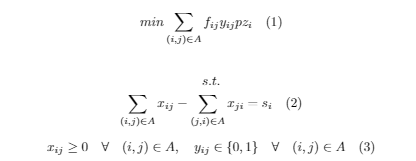 min ∑_{(i,j)∈A} f_{ij}y_{ij}pz_i (1)
s.t.
∑_{(i,j)∈A} x_{ij} − ∑_{(j,i)∈A} x_{ji} = s_i (2)
x_{ij} ≥ 0 ∀ (i, j) ∈ A, y_{ij} ∈ {0, 1} ∀ (i, j) ∈ A (3)